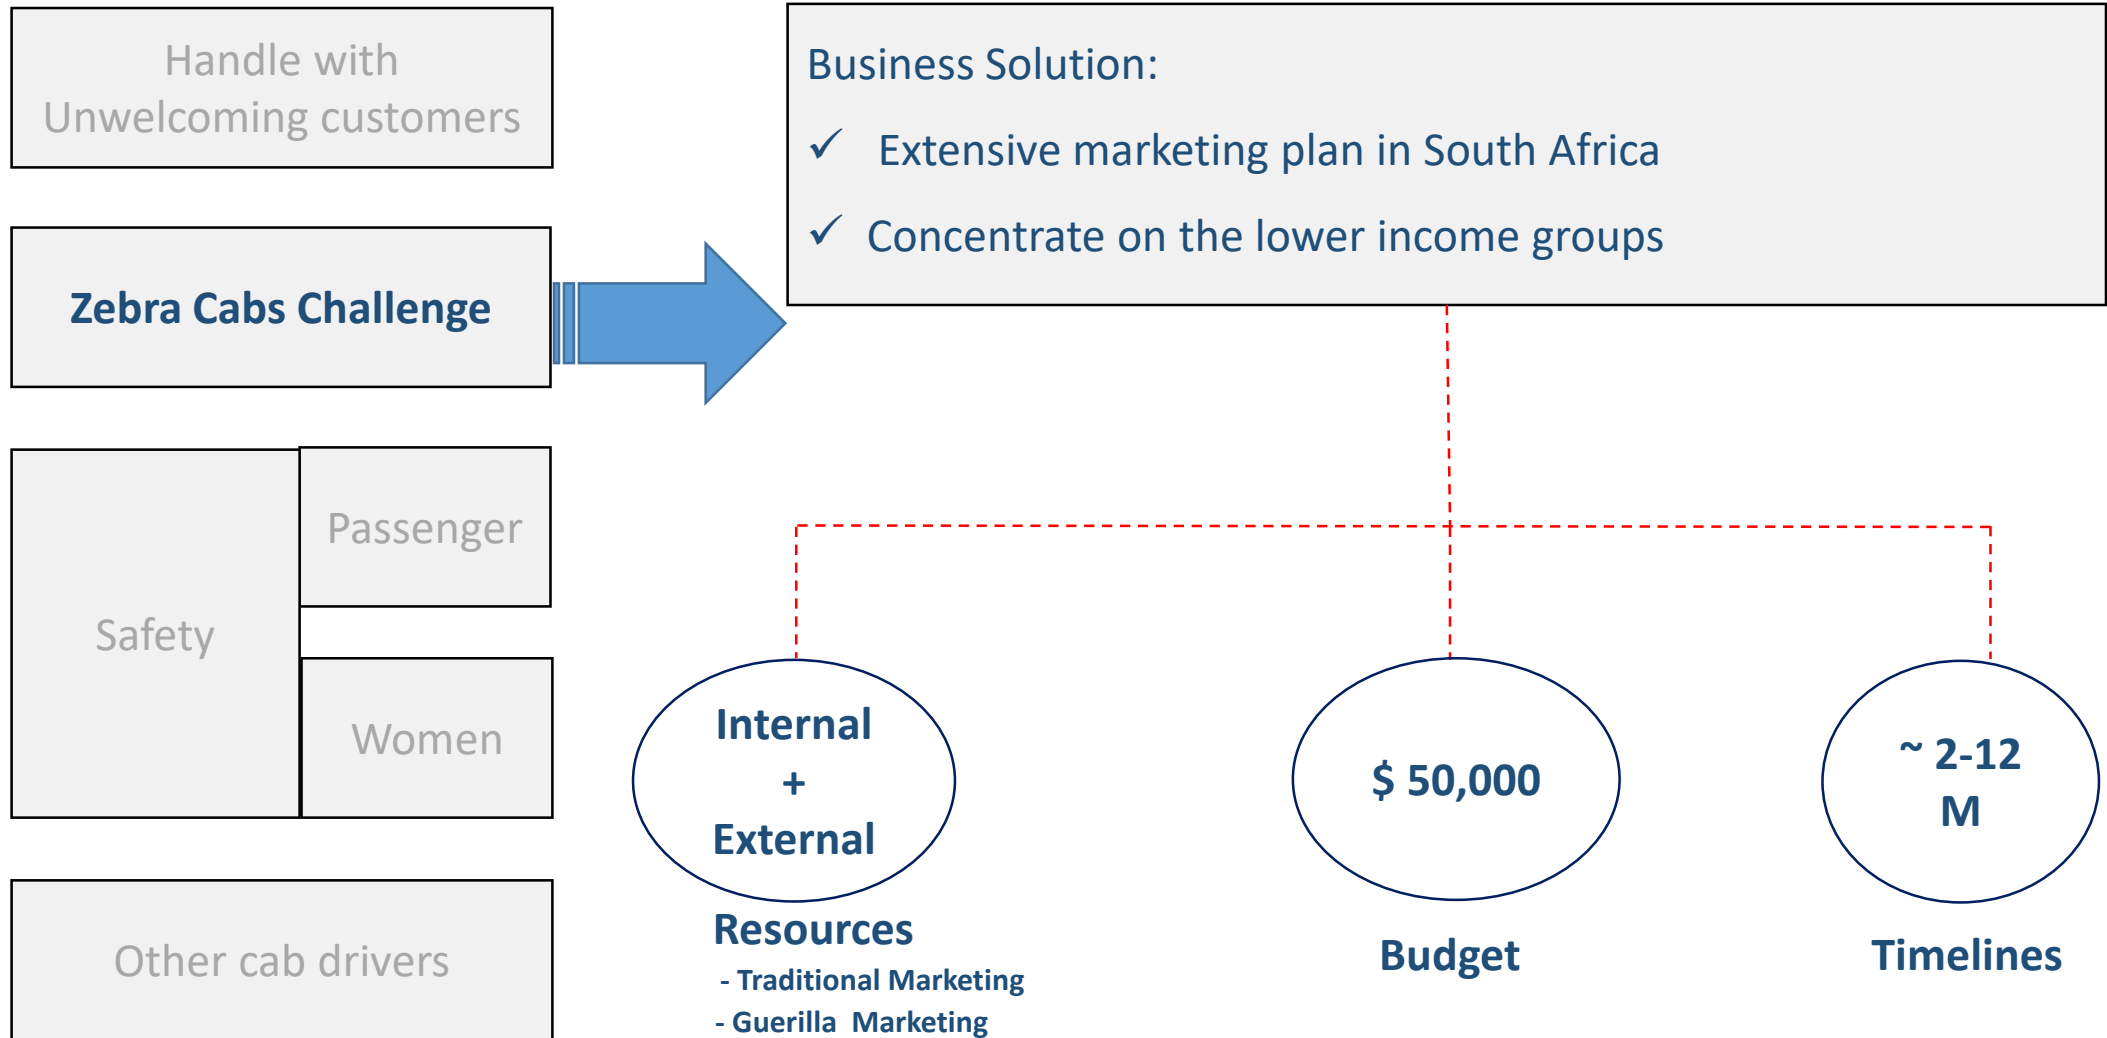 Handle with
Unwelcoming customers
Zebra Cabs Challenge
Safety
Passenger
Women
Other cab drivers
Business Solution:
✓ Extensive marketing plan in South Africa
✓ Concentrate on the lower income groups
Internal
+
External
Resources
- Traditional Marketing
- Guerilla Marketing
$ 50,000
Budget
~ 2-12
M
Timelines